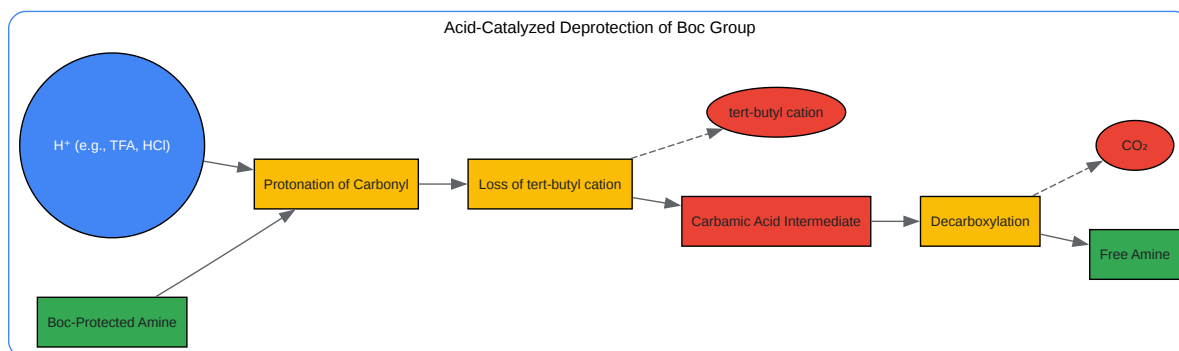 Acid-Catalyzed Deprotection of Boc Group
H⁺ (e.g., TFA, HCl)
Boc-Protected Amine
Protonation of Carbonyl
Loss of tert-butyl cation
tert-butyl cation
Carbamic Acid Intermediate
Decarboxylation
CO₂
Free Amine